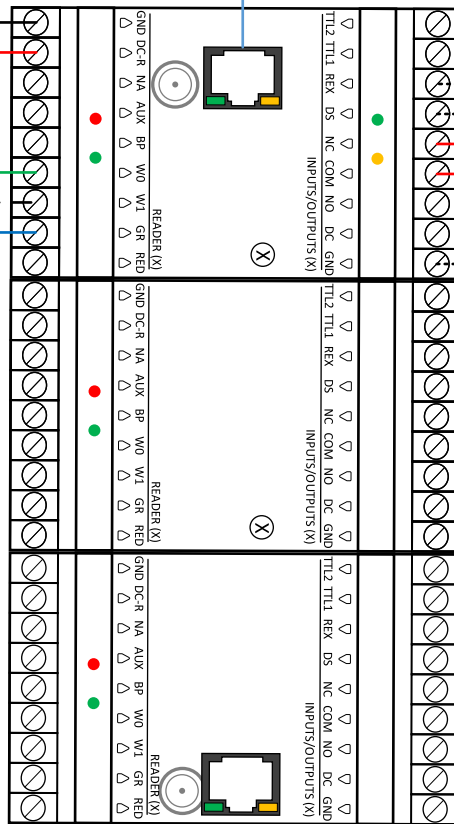 GND DC-R NA AUX BP W0 W1 GR RED
READER (X)
X
INPUTS/OUTPUTS (X)
TTL2 TTL1 REX DS NC COM NO DC GND
GND DC-R NA AUX BP W0 W1 GR RED
READER (X)
X
INPUTS/OUTPUTS (X)
TTL2 TTL1 REX DS NC COM NO DC GND
GND DC-R NA AUX BP W0 W1 GR RED
READER (X)
INPUTS/OUTPUTS (X)
TTL2 TTL1 REX DS NC COM NO DC GND